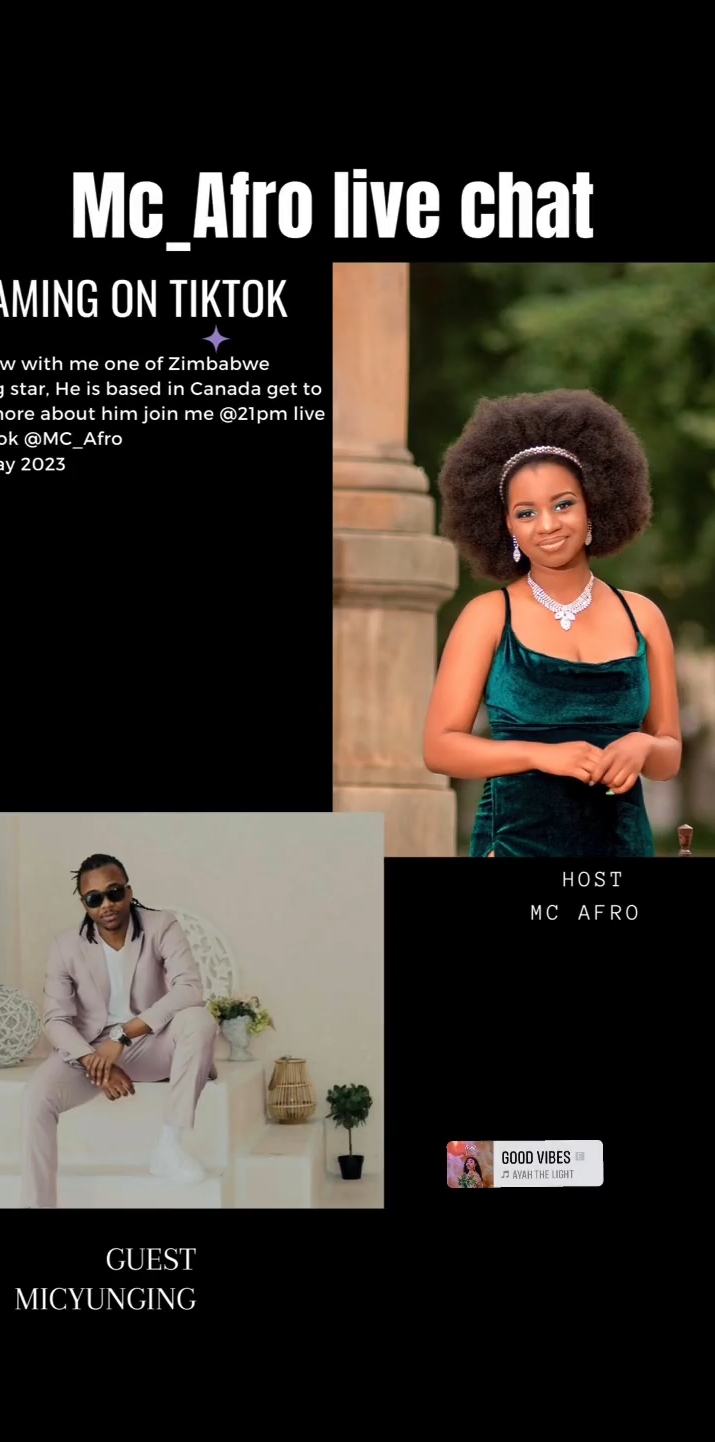 Mc_Afro live chat
AMING ON TIKTOK
w with me one of Zimbabwe
g star, He is based in Canada get to
more about him join me @21pm live
ok @MC_Afro
ay 2023
HOST
MC AFRO
GOOD VIBES
AYAH THE LIGHT
GUEST
MICYUNGING